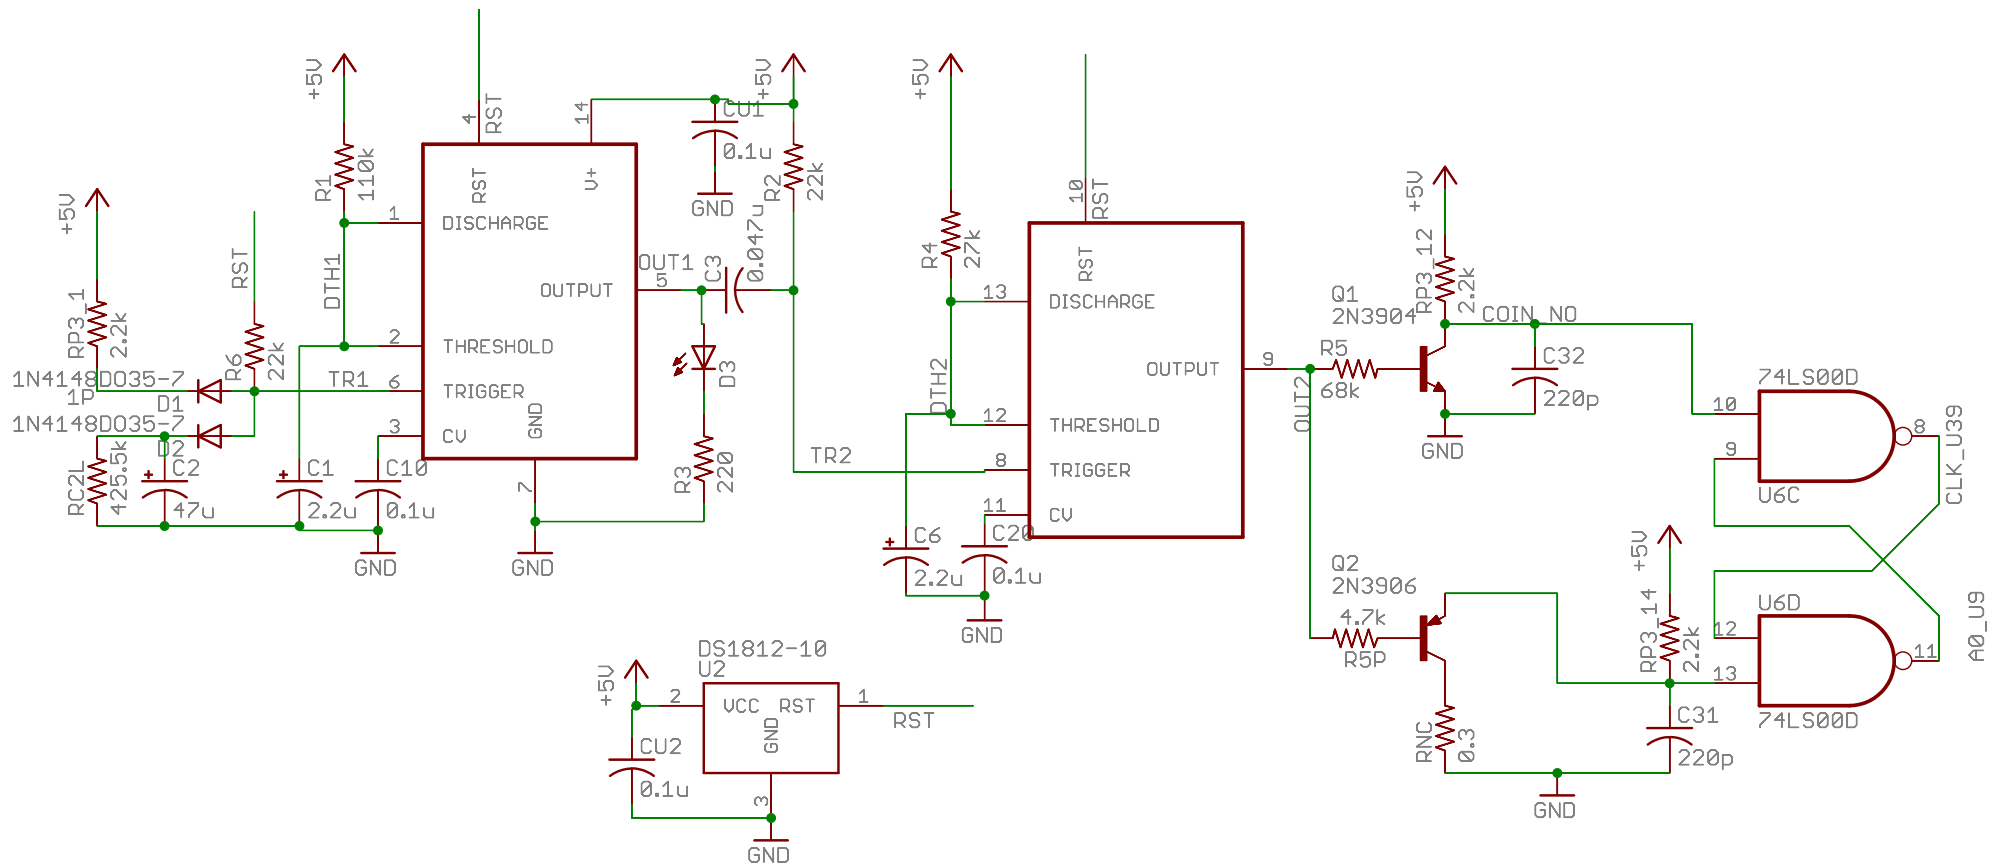 +5V
RP3_1
2.2k
RST
R6
22k
1N4148DO35-7
1P
D1
1N4148DO35-7
D2
RC2L
425.5k
C2
47u
+5V
R1
110k
DTH1
TR1
C1
2.2u
C10
0.1u
GND
4
RST
14
1
2
6
3
7
5
RST
V+
DISCHARGE
OUTPUT
THRESHOLD
TRIGGER
GND
CV
GND
OUT1
CU1
0.1u
GND
+5V
R2
22k
C3
0.047u
D3
R3
220
TR2
+5V
R4
27k
DTH2
C6
2.2u
C20
0.1u
GND
10
RST
13
12
8
11
9
RST
DISCHARGE
OUTPUT
THRESHOLD
TRIGGER
CV
OUT2
Q1
2N3904
R5
68k
+5V
RP3_12
2.2k
COIN_NO
C32
220p
GND
74LS00D
10
9
8
U6C
CLK_U39
Q2
2N3906
4.7k
R5P
RNC
0.3
GND
+5V
RP3_14
2.2k
C31
220p
U6D
12
13
11
74LS00D
A0_U9
DS1812-10
U2
+5V
2
VCC
RST
GND
1
RST
3
CU2
0.1u
GND